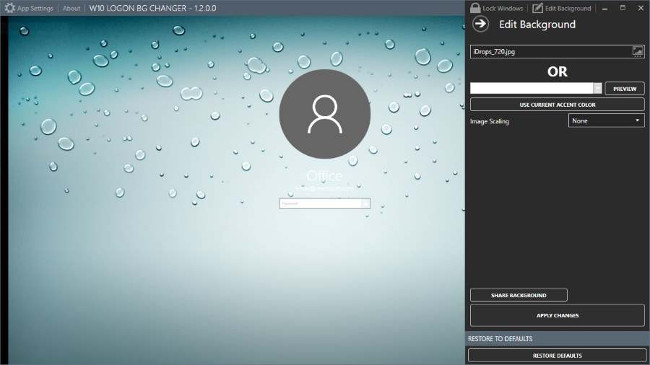 App Settings | About W10 LOGON BG CHANGER - 1.2.0.0 Lock Windows | Edit Background
Edit Background
iDrops_720.jpg
OR
PREVIEW
USE CURRENT ACCENT COLOR
Image Scaling None
Office
SHARE BACKGROUND
APPLY CHANGES
RESTORE TO DEFAULTS
RESTORE DEFAULTS